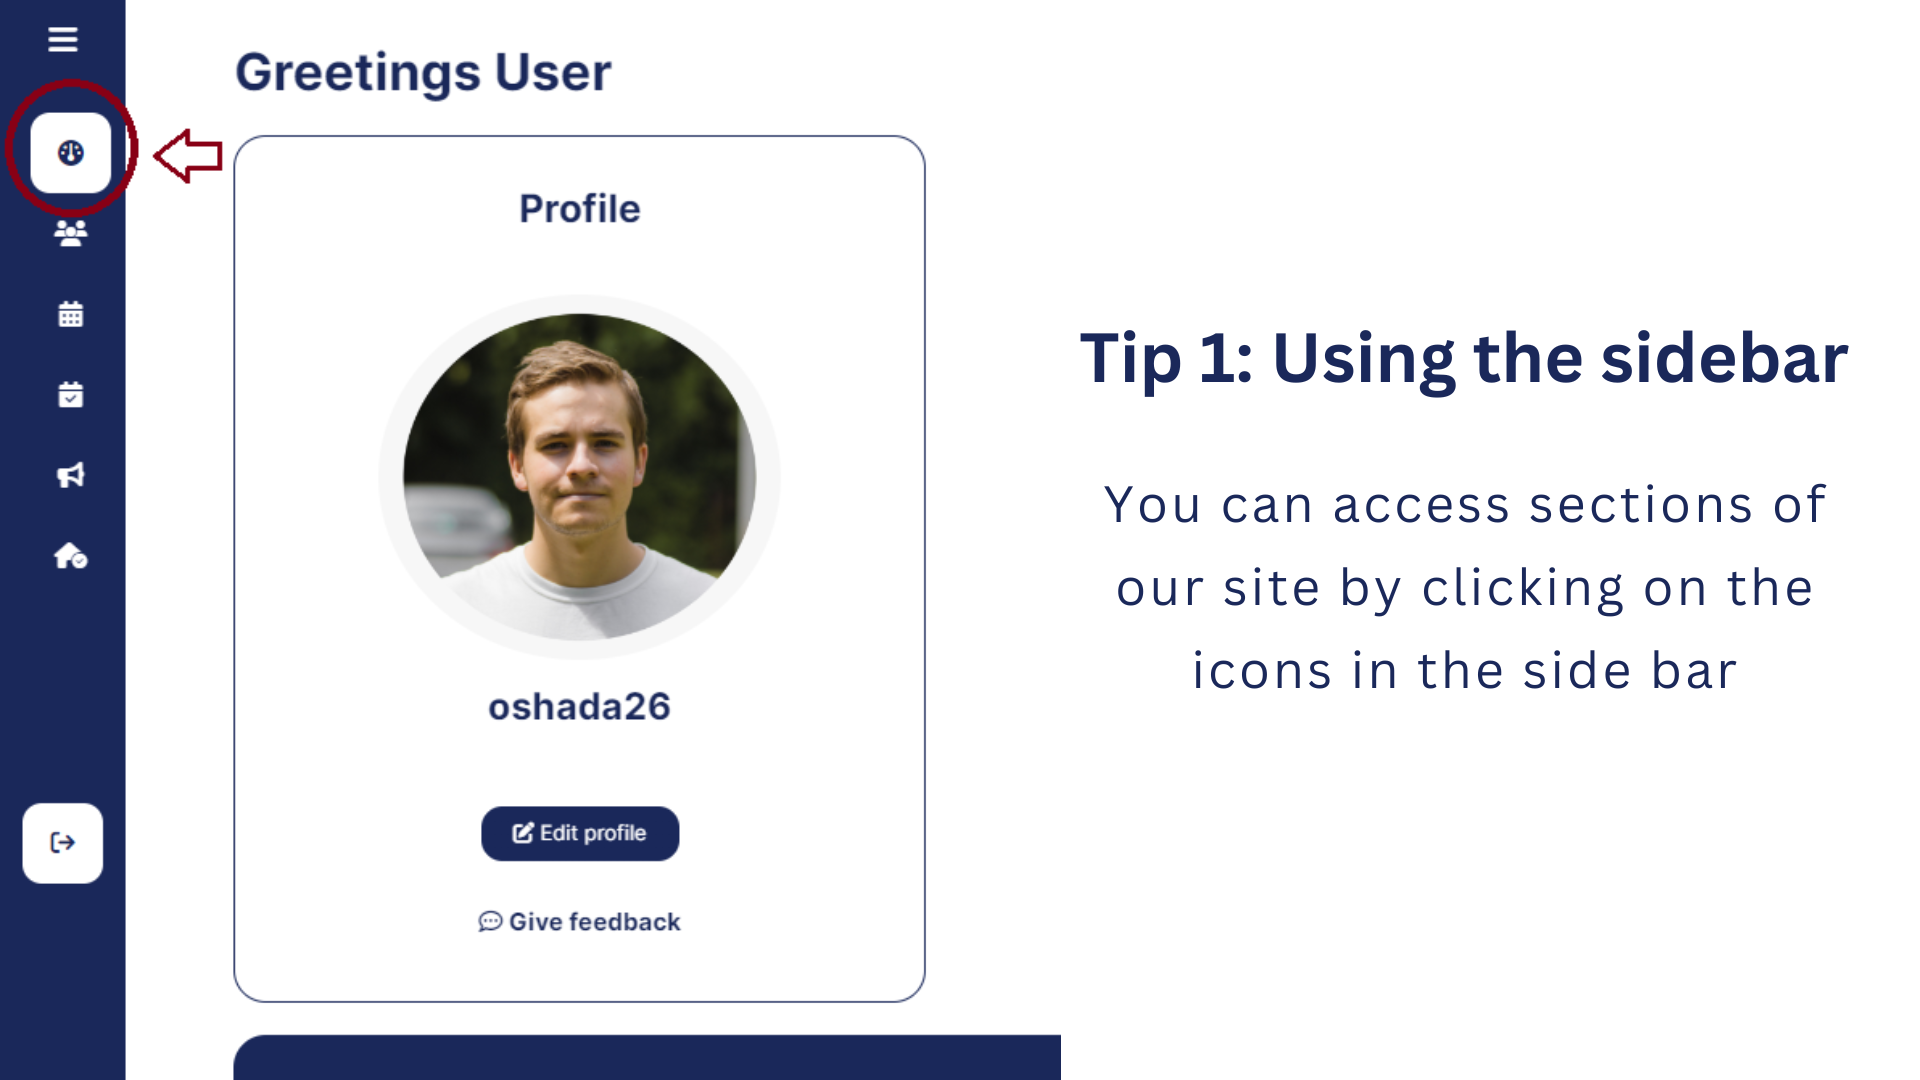 Greetings User
Profile
oshada26
Edit profile
Give feedback
Tip 1: Using the sidebar
You can access sections of
our site by clicking on the
icons in the side bar